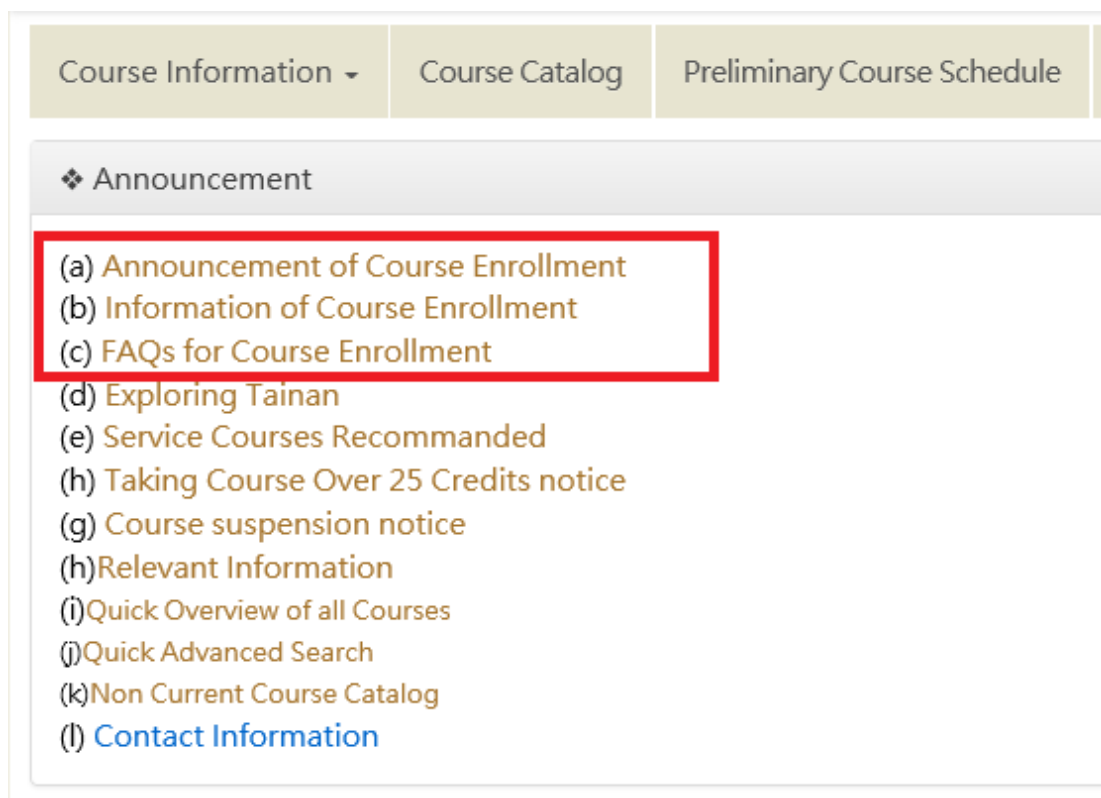 Course Information Course Catalog Preliminary Course Schedule
❖ Announcement
(a) Announcement of Course Enrollment
(b) Information of Course Enrollment
(c) FAQs for Course Enrollment
(d) Exploring Tainan
(e) Service Courses Recommanded
(h) Taking Course Over 25 Credits notice
(g) Course suspension notice
(h)Relevant Information
(i)Quick Overview of all Courses
(j)Quick Advanced Search
(k)Non Current Course Catalog
(l) Contact Information